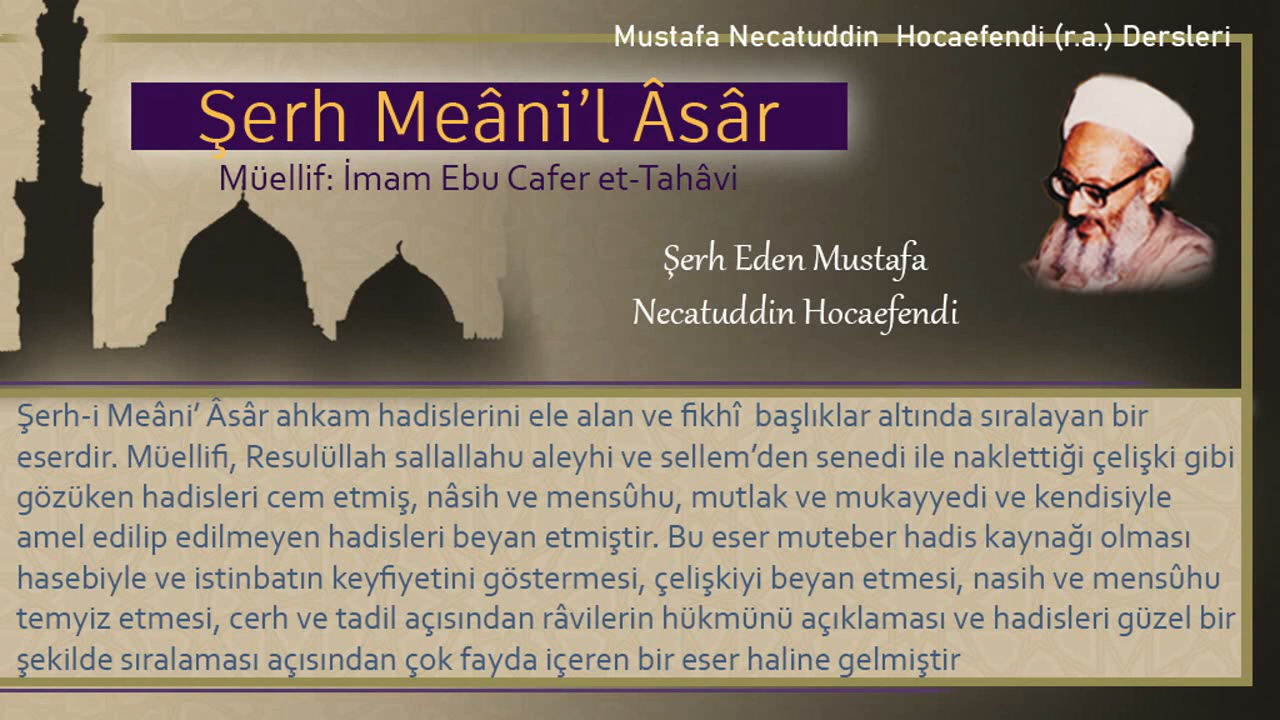 Mustafa Necatuddin Hocaefendi (r.a.) Dersleri
Şerh Meâni’l Âsâr
Müellif: İmam Ebu Cafer et-Tahâvi
Şerh Eden Mustafa
Necatuddin Hocaefendi
Şerh-i Meâni’ Âsâr ahkam hadislerini ele alan ve fikhî başlıklar altında sıralayan bir
eserdir. Müellifi, Resulüllah sallallahu aleyhi ve sellem’den senedi ile naklettiği çelişki gibi
gözüken hadisleri cem etmiş, nâsih ve mensûhu, mutlak ve mukayyedi ve kendisiyle
amel edilip edilmeyen hadisleri beyan etmiştir. Bu eser muteber hadis kaynağı olması
hasebiyle ve istinbatın keyfiyetini göstermesi, çelişkiyi beyan etmesi, nasih ve mensûhu
temyiz etmesi, cerh ve tadil açısından râvilerin hükmünü açıklaması ve hadisleri güzel bir
şekilde sıralaması açısından çok fayda içeren bir eser haline gelmiştir